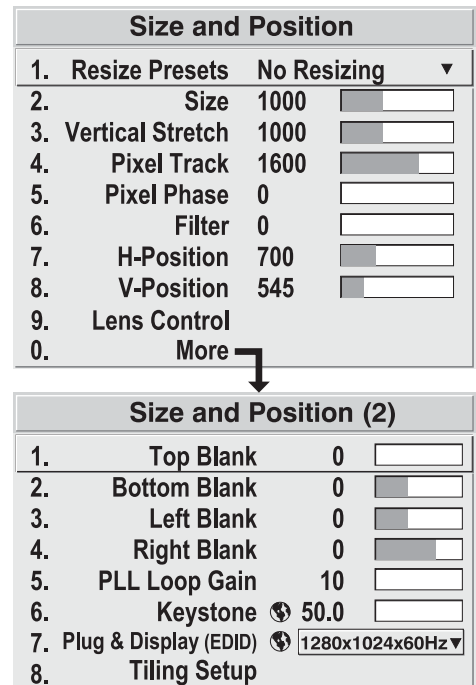 Size and Position
1. Resize Presets No Resizing ▼
2. Size 1000
3. Vertical Stretch 1000
4. Pixel Track 1600
5. Pixel Phase 0
6. Filter 0
7. H-Position 700
8. V-Position 545
9. Lens Control
0. More
Size and Position (2)
1. Top Blank 0
2. Bottom Blank 0
3. Left Blank 0
4. Right Blank 0
5. PLL Loop Gain 10
6. Keystone 50.0
7. Plug & Display (EDID) 1280x1024x60Hz▼
8. Tiling Setup